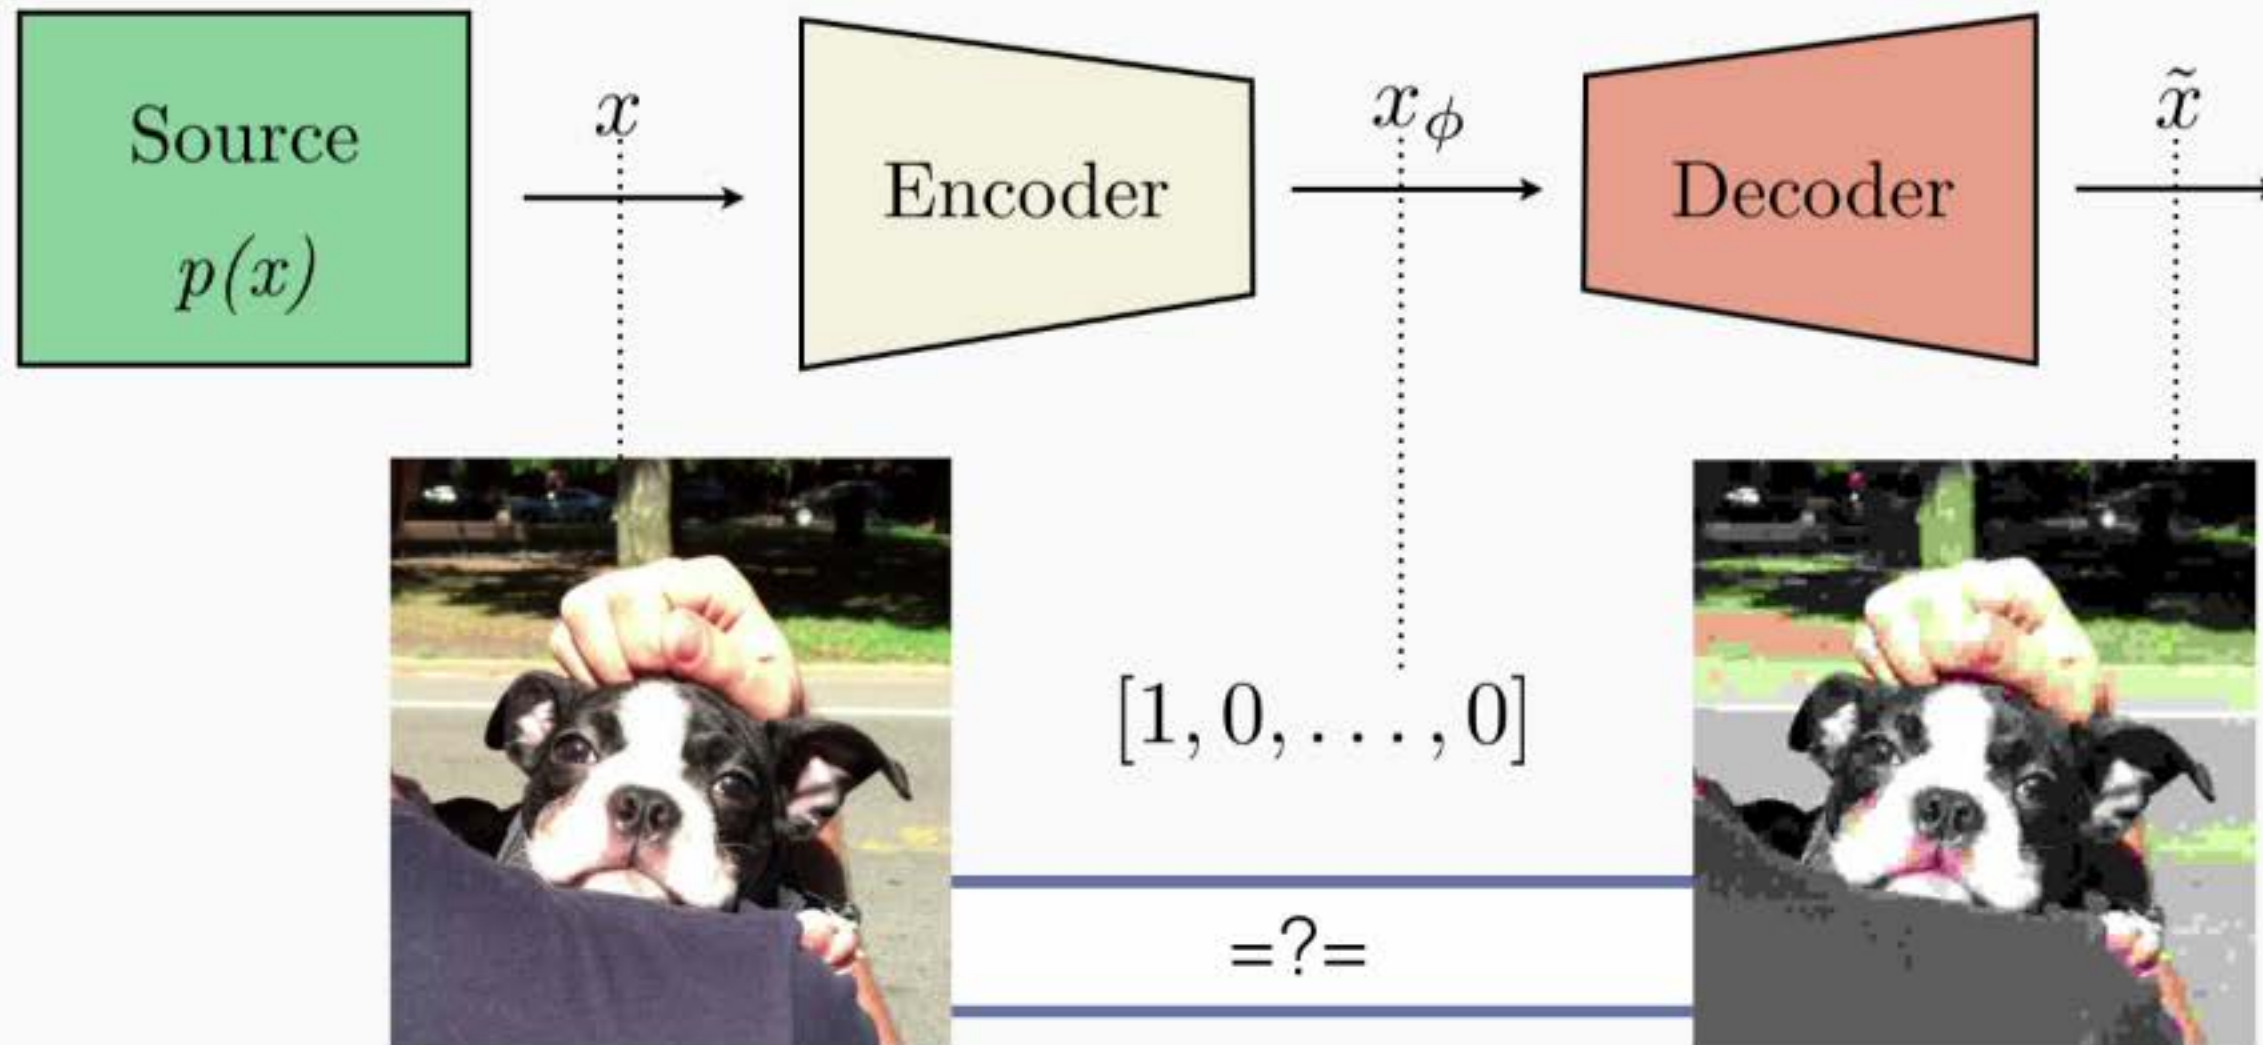 Source
p(x)
x
Encoder
x_ϕ
Decoder
x̃
[1, 0, . . . , 0]
=?=